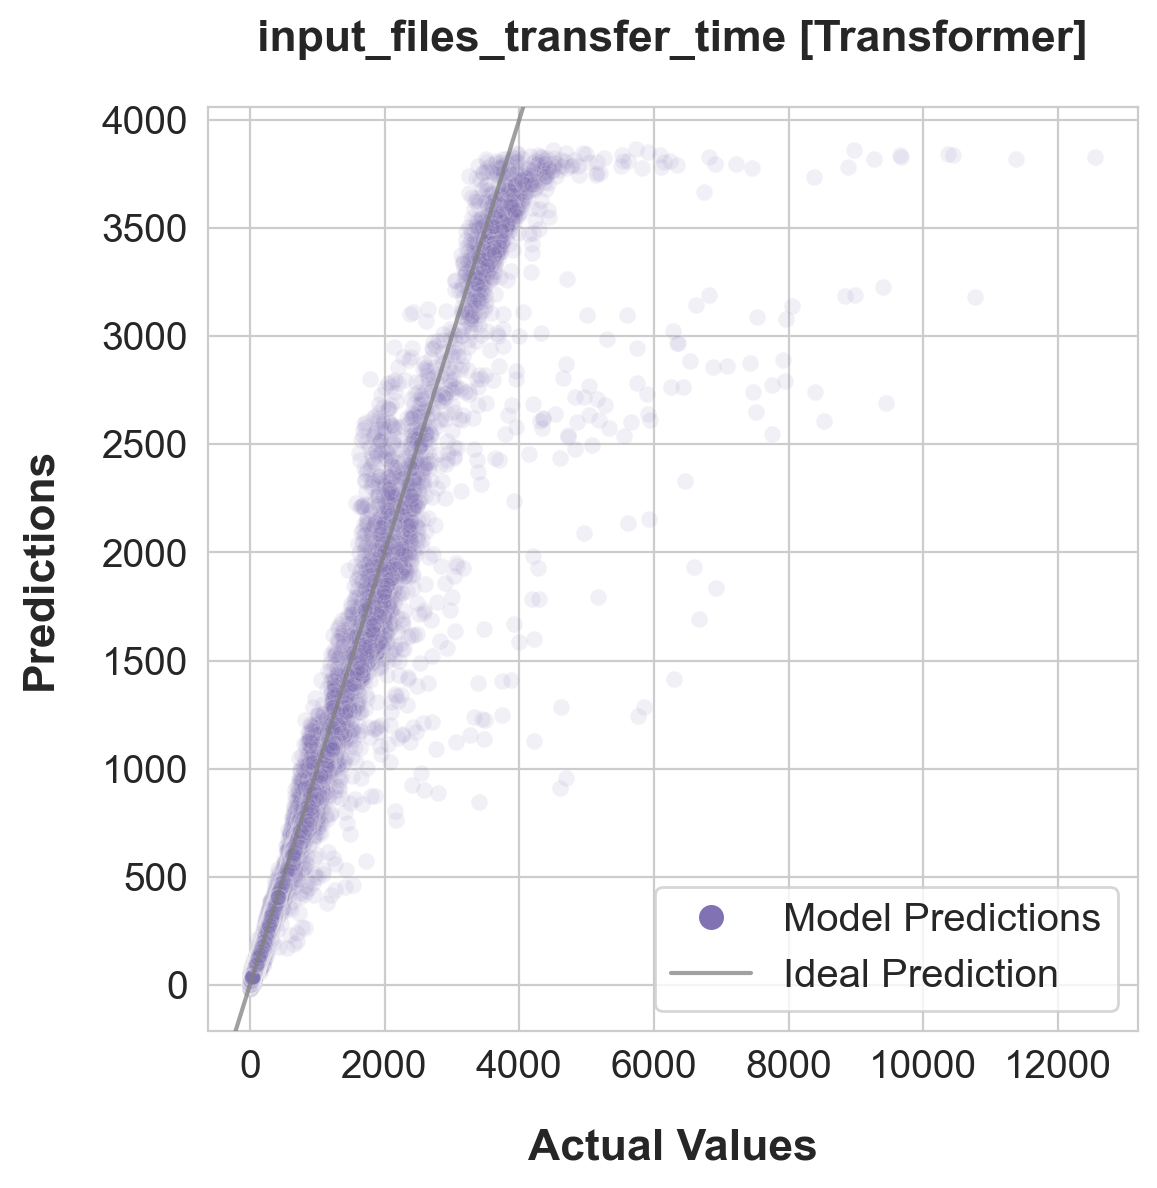 input_files_transfer_time [Transformer]
4000
3500
3000
2500
2000
1500
1000
500
0
Predictions
Model Predictions
Ideal Prediction
0 2000 4000 6000 8000 10000 12000
Actual Values